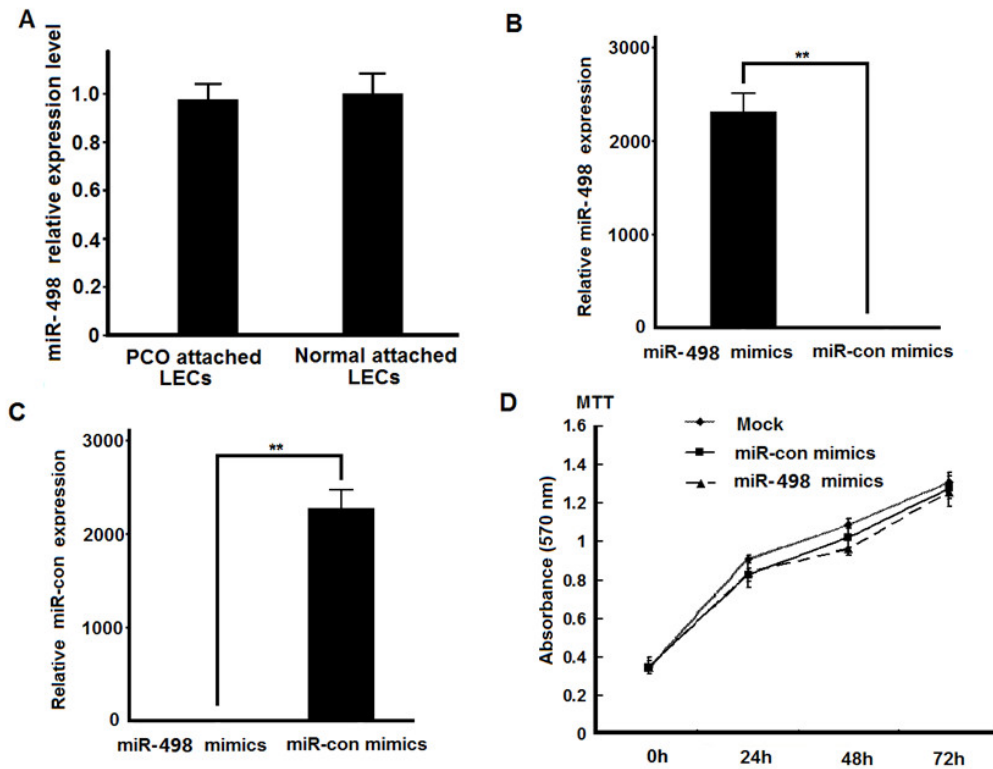 A
miR-498 relative expression level
1.0
0.8
0.6
0.4
0.2
0
PCO attached
LECs
Normal attached
LECs
B
Relative miR-498 expression
3000
2000
1000
0
**
miR-498 mimics
miR-con mimics
C
Relative miR-con expression
3000
2000
1000
0
**
miR-498 mimics
miR-con mimics
D
MTT
Absorbance (570 nm)
1.6
1.4
1.2
1
0.8
0.6
0.4
0.2
0
Mock
miR-con mimics
miR-498 mimics
0h
24h
48h
72h